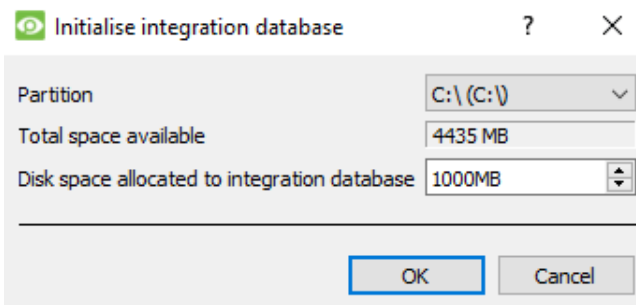 Initialise integration database ?
Partition C:\ (C:\)
Total space available 4435 MB
Disk space allocated to integration database 1000MB
OK Cancel